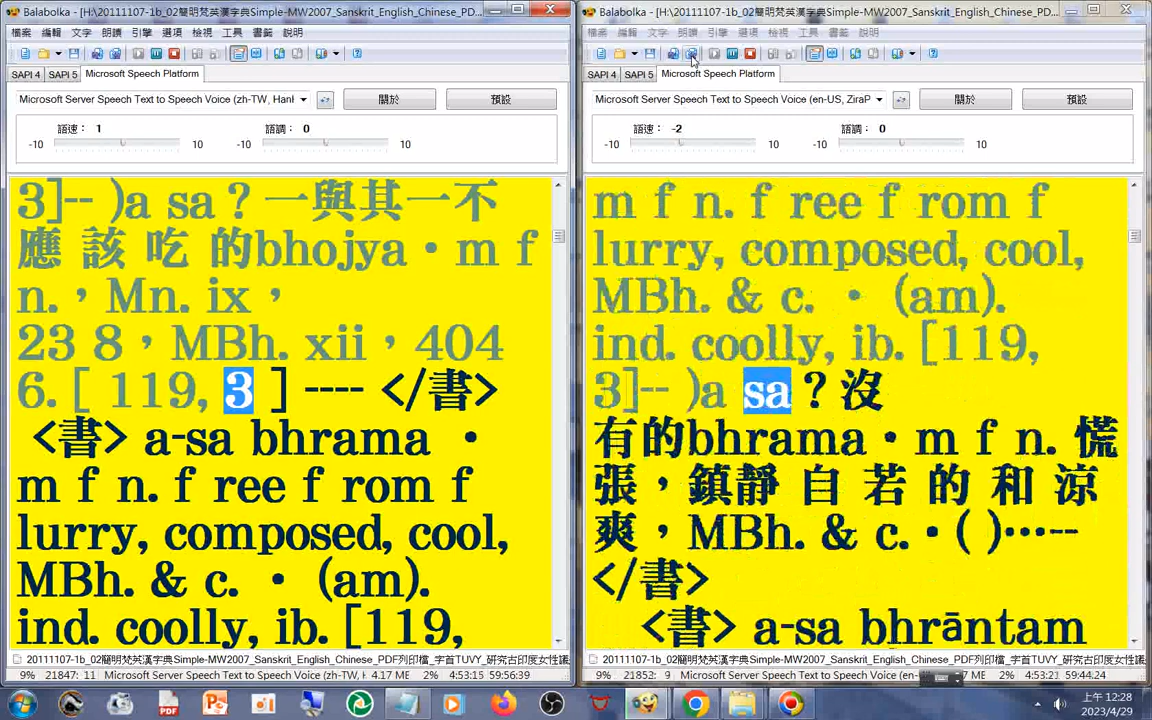 Balabolka - [H:\20111107-1b_02簡明梵英漢字典Simple-MW2007_Sanskrit_English_Chinese_PD...
檔案 編輯 文字 朗讀 引擎 選項 檢視 工具 書籤 說明
SAPI 4 SAPI 5 Microsoft Speech Platform
Microsoft Server Speech Text to Speech Voice (zh-TW, HanH
關於 預設
語速： 1 語調： 0
-10 10 -10 10
3]-- )a sa？一與其一不
應 該 吃 的bhojya·m f
n.，Mn. ix，
23 8，MBh. xii，404
6. [ 119, 3 ] ---- </書>
<書> a-sa bhrama ·
m f n. f ree f rom f
lurry, composed, cool,
MBh. & c. · (am).
ind. coolly, ib. [119,
20111107-1b_02簡明梵英漢字典Simple-MW2007_Sanskrit_English_Chinese_PDF列印檔_字首TUVY_研究古印度女性議
9% 21847: 11 Microsoft Server Speech Text to Speech Voice (zh-TW, 4.17 MB 2% 4:53:15 59:56:39
Balabolka - [H:\20111107-1b_02簡明梵英漢字典Simple-MW2007_Sanskrit_English_Chinese_PD...
檔案 編輯 文字 朗讀 引擎 選項 檢視 工具 書籤 說明
SAPI 4 SAPI 5 Microsoft Speech Platform
Microsoft Server Speech Text to Speech Voice (en-US, ZiraP
關於 預設
語速： -2 語調： 0
-10 10 -10 10
m f n. f ree f rom f
lurry, composed, cool,
MBh. & c. · (am).
ind. coolly, ib. [119,
3]-- )a sa？沒
有的bhrama·m f n. 慌
張，鎮靜 自 若 的 和 涼
爽，MBh. & c.·( )…--
</書>
<書> a-sa bhrāntam
20111107-1b_02簡明梵英漢字典Simple-MW2007_Sanskrit_English_Chinese_PDF列印檔_字首TUVY_研究古印度女性議
9% 21852: 9 Microsoft Server Speech Text to Speech Voice (en-U 4.17 MB 2% 4:53:21 59:44:24
上午 12:28
2023/4/29